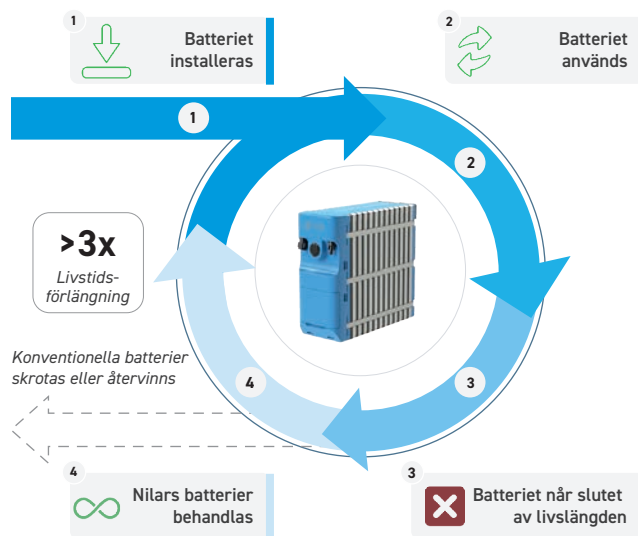 1
Batteriet
installeras
2
Batteriet
används
1
2
>3x
Livstids-
förlängning
Konventionella batterier
skrotas eller återvinns
4
3
4
Nilars batterier
behandlas
3
Batteriet når slutet
av livslängden